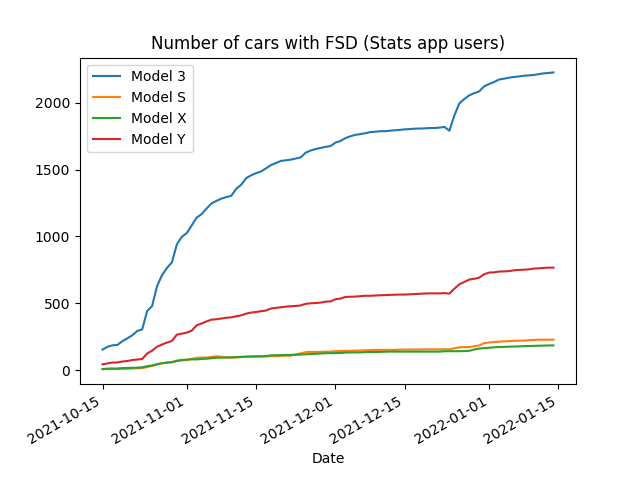 Number of cars with FSD (Stats app users)
Model 3
Model S
Model X
Model Y
2000
1500
1000
500
0
2021-10-15
2021-11-01
2021-11-15
2021-12-01
2021-12-15
2022-01-01
2022-01-15
Date